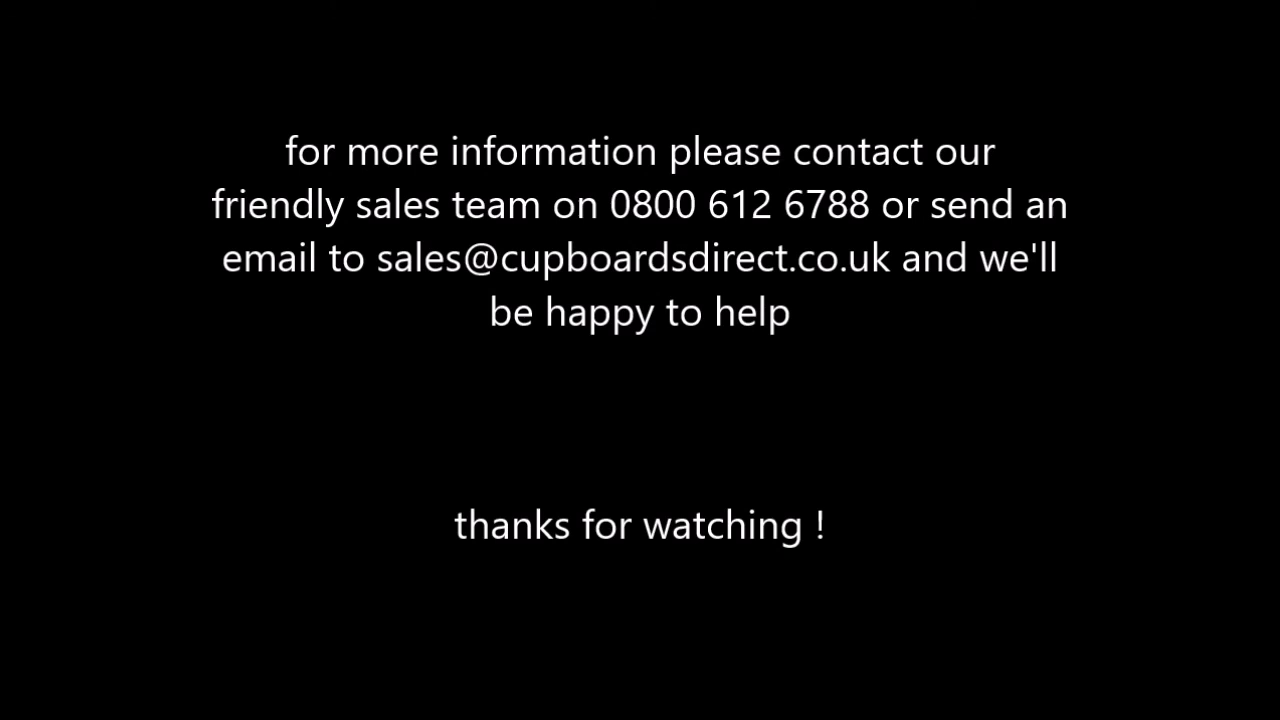 for more information please contact our
friendly sales team on 0800 612 6788 or send an
email to sales@cupboardsdirect.co.uk and we'll
be happy to help
thanks for watching !